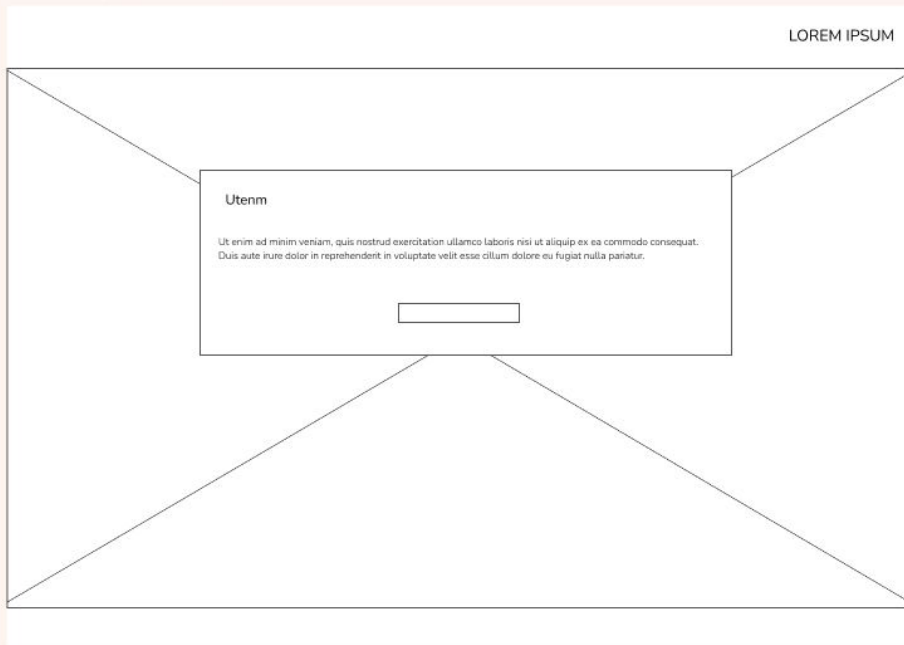 LOREM IPSUM
Utenm
Ut enim ad minim veniam, quis nostrud exercitation ullamco laboris nisi ut aliquip ex ea commodo consequat.
Duis aute irure dolor in reprehenderit in voluptate velit esse cillum dolore eu fugiat nulla pariatur.